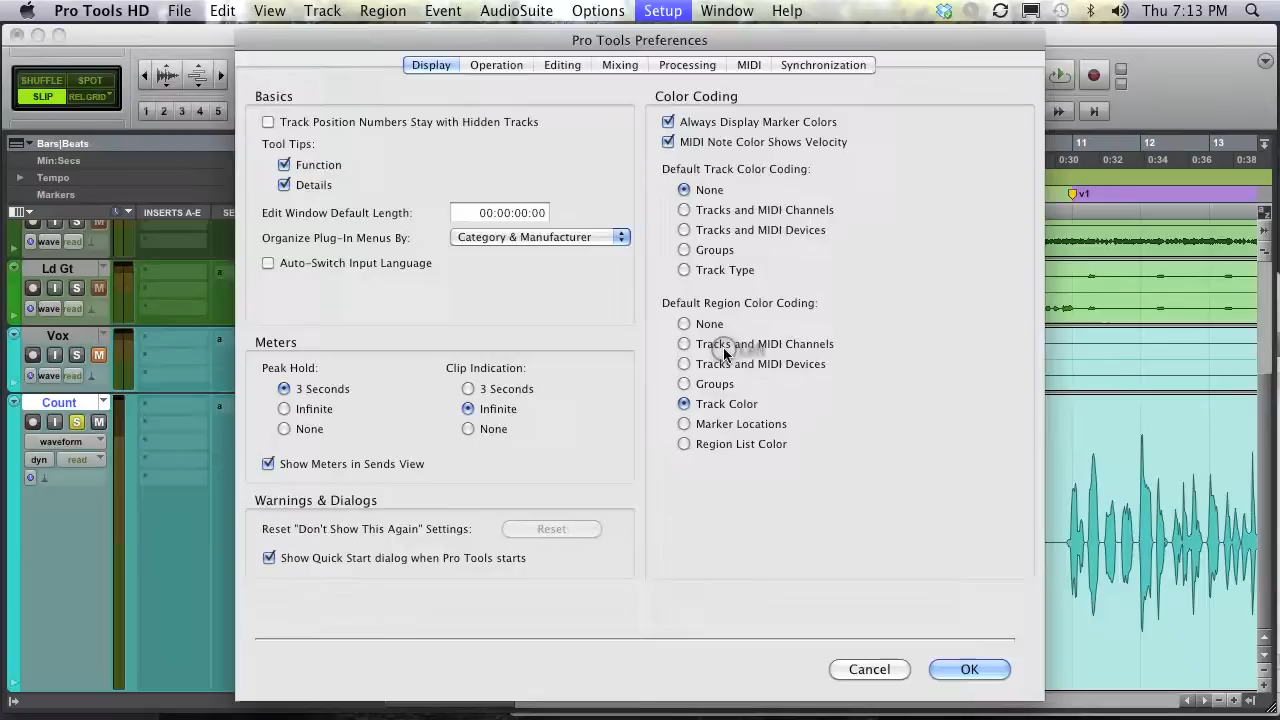 Pro Tools HD File Edit View Track Region Event AudioSuite Options Setup Window Help Thu 7:13 PM
Pro Tools Preferences
SHUFFLE SPOT
SLIP REL GRID
1 2 3 4 5
Display Operation Editing Mixing Processing MIDI Synchronization
Basics
Track Position Numbers Stay with Hidden Tracks
Tool Tips:
Function
Details
Edit Window Default Length: 00:00:00:00
Organize Plug-In Menus By: Category & Manufacturer
Auto-Switch Input Language
Meters
Peak Hold:
3 Seconds
Infinite
None
Clip Indication:
3 Seconds
Infinite
None
Show Meters in Sends View
Warnings & Dialogs
Reset "Don't Show This Again" Settings: Reset
Show Quick Start dialog when Pro Tools starts
Color Coding
Always Display Marker Colors
MIDI Note Color Shows Velocity
Default Track Color Coding:
None
Tracks and MIDI Channels
Tracks and MIDI Devices
Groups
Track Type
Default Region Color Coding:
None
Tracks and MIDI Channels
Tracks and MIDI Devices
Groups
Track Color
Marker Locations
Region List Color
Cancel OK
Bars|Beats
Min:Secs
Tempo
Markers
INSERTS A-E SE
wave read
Ld Gt
S M
wave read
a
Vox
S M
wave read
a
Count
I S M
waveform
dyn read
a
11 12 13
0:30 0:32 0:34 0:36 0:38
v1
a z